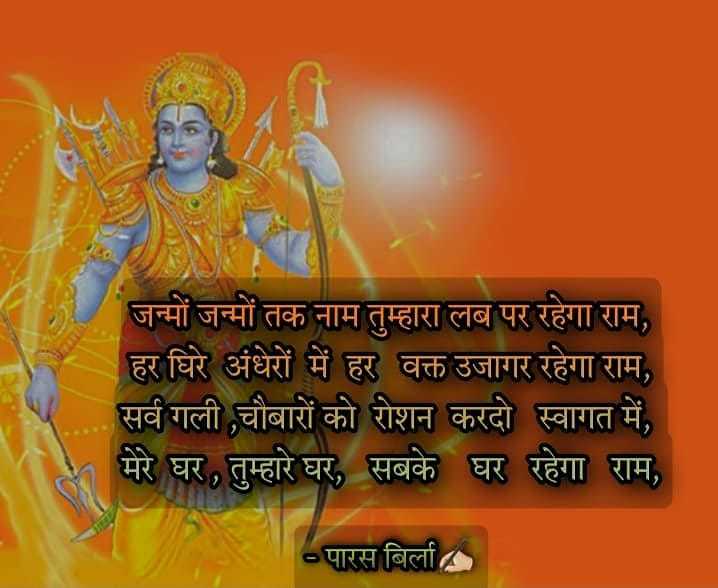 जन्मों जन्मों तक नाम तुम्हारा लब पर रहेगा राम,
हर घिरे अंधेरों में हर वक्त उजागर रहेगा राम,
सर्व गली ,चौबारों को रोशन करदो स्वागत में,
मेरे घर , तुम्हारे घर, सबके घर रहेगा राम,
- पारस बिर्ला✍🏻